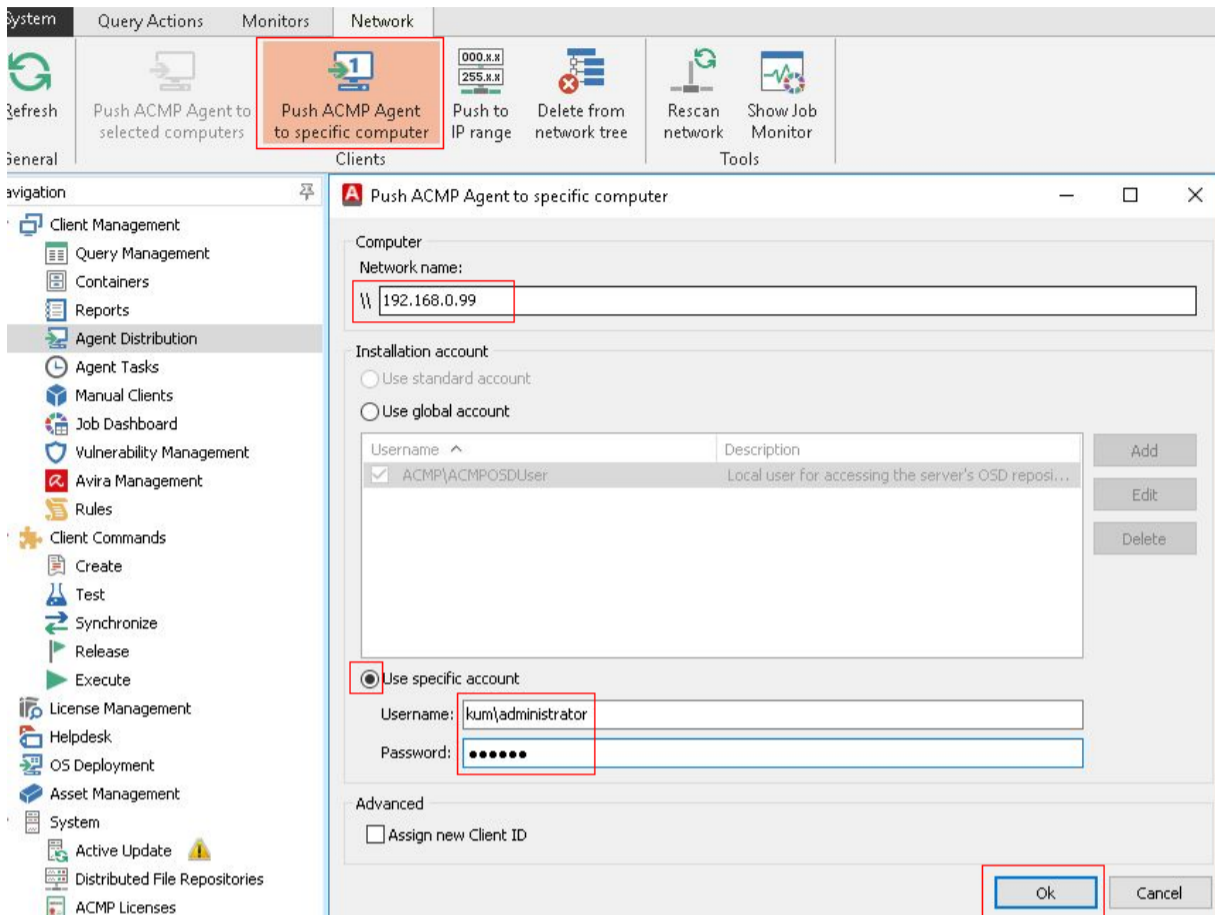 System Query Actions Monitors Network
000.x.x
255.x.x
1
Refresh
Push ACMP Agent to
selected computers
Push ACMP Agent
to specific computer
Push to
IP range
Delete from
network tree
Rescan
network
Show Job
Monitor
General
Clients
Tools
avigation
Client Management
Query Management
Containers
Reports
Agent Distribution
Agent Tasks
Manual Clients
Job Dashboard
Vulnerability Management
Avira Management
Rules
Client Commands
Create
Test
Synchronize
Release
Execute
License Management
Helpdesk
OS Deployment
Asset Management
System
Active Update
Distributed File Repositories
ACMP Licenses
A Push ACMP Agent to specific computer
Computer
Network name:
\\ 192.168.0.99
Installation account
Use standard account
Use global account
Username Description
ACMP\ACMPOSDUser Local user for accessing the server's OSD reposi...
Add
Edit
Delete
Use specific account
Username: kum\administrator
Password: ●●●●●●
Advanced
Assign new Client ID
Ok Cancel